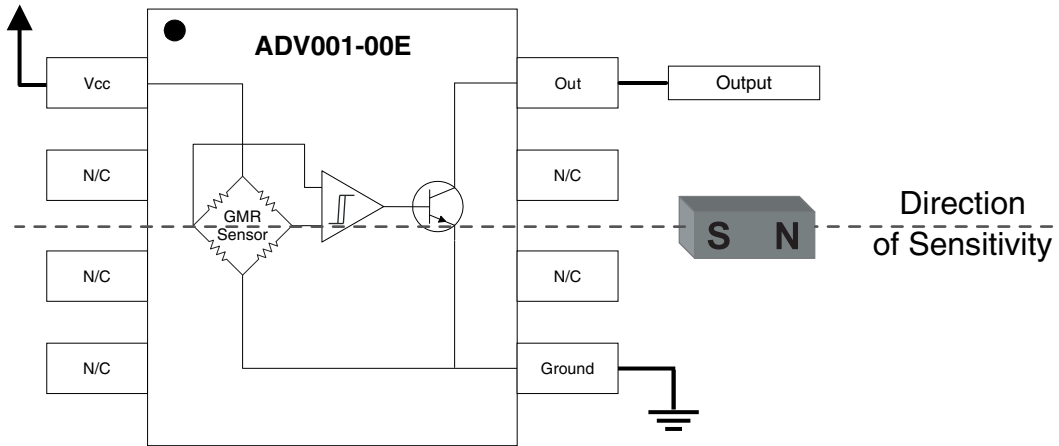 ADV001-00E
Vcc
Out
Output
N/C
N/C
GMR
Sensor
S N
Direction
of Sensitivity
N/C
N/C
N/C
Ground